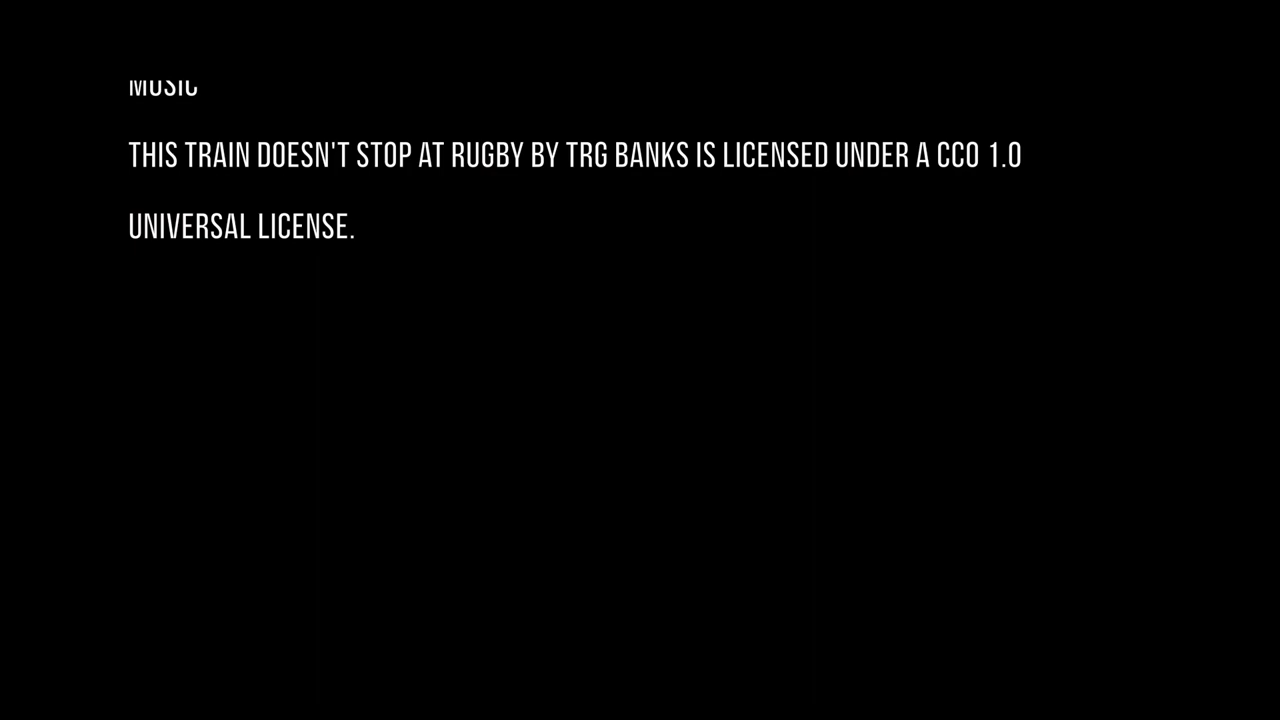 MUSIC
THIS TRAIN DOESN'T STOP AT RUGBY BY TRG BANKS IS LICENSED UNDER A CC0 1.0
UNIVERSAL LICENSE.